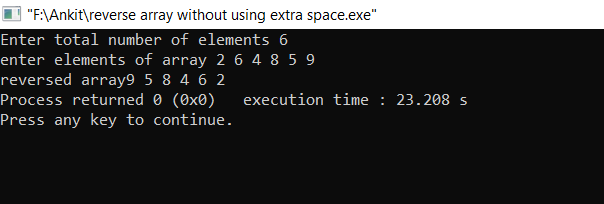 "F:\Ankit\reverse array without using extra space.exe"
Enter total number of elements 6
enter elements of array 2 6 4 8 5 9
reversed array9 5 8 4 6 2
Process returned 0 (0x0)   execution time : 23.208 s
Press any key to continue.